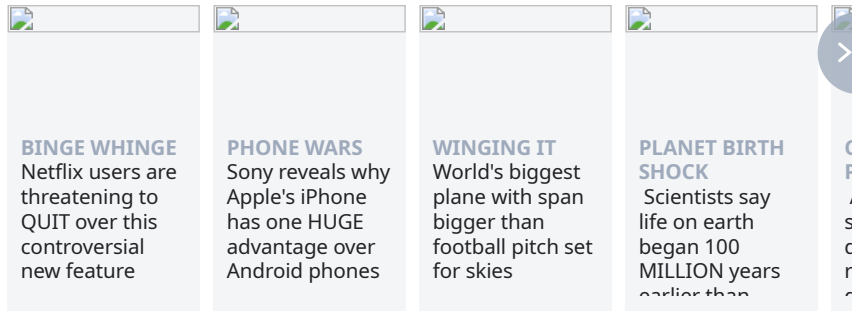 BINGE WHINGE
Netflix users are
threatening to
QUIT over this
controversial
new feature
PHONE WARS
Sony reveals why
Apple's iPhone
has one HUGE
advantage over
Android phones
WINGING IT
World's biggest
plane with span
bigger than
football pitch set
for skies
PLANET BIRTH
SHOCK
Scientists say
life on earth
began 100
MILLION years
earlier than